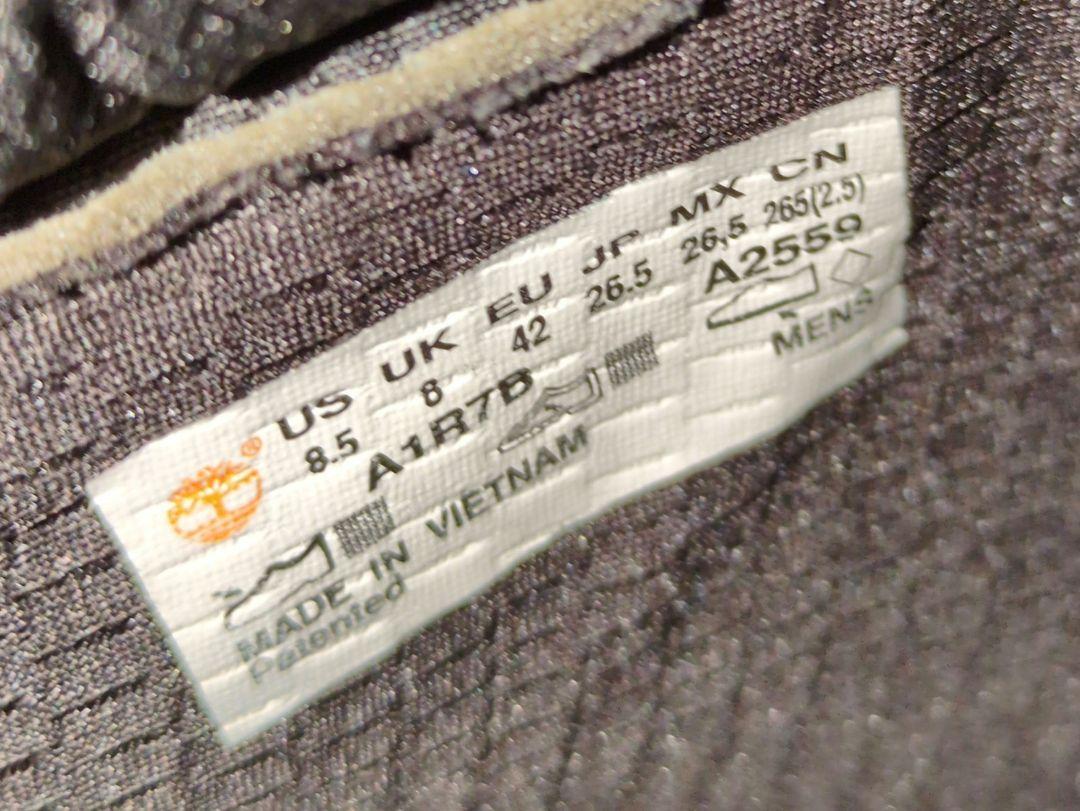 US UK EU JP MX CN
8.5 8 42 26.5 26,5 265(2.5)
A1R7B A2559
MADE IN VIETNAM MENS
Patented